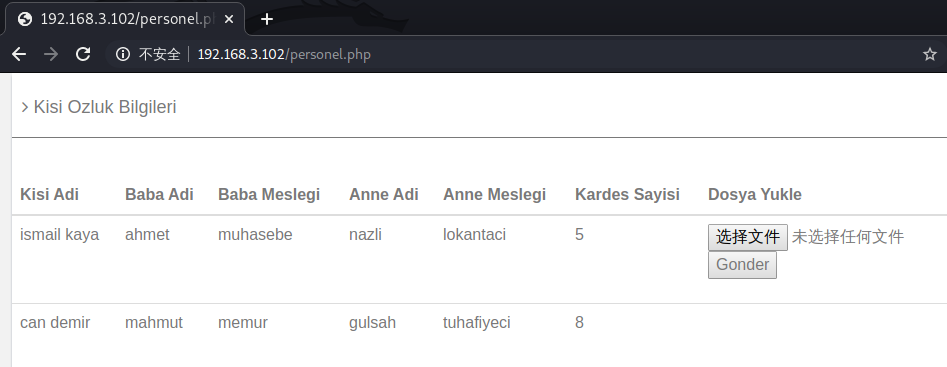 192.168.3.102/personel.p
不安全 192.168.3.102/personel.php
Kisi Ozluk Bilgileri
Kisi Adi Baba Adi Baba Meslegi Anne Adi Anne Meslegi Kardes Sayisi Dosya Yukle
ismail kaya ahmet muhasebe nazli lokantaci 5 选择文件 未选择任何文件
Gonder
can demir mahmut memur gulsah tuhafiyeci 8